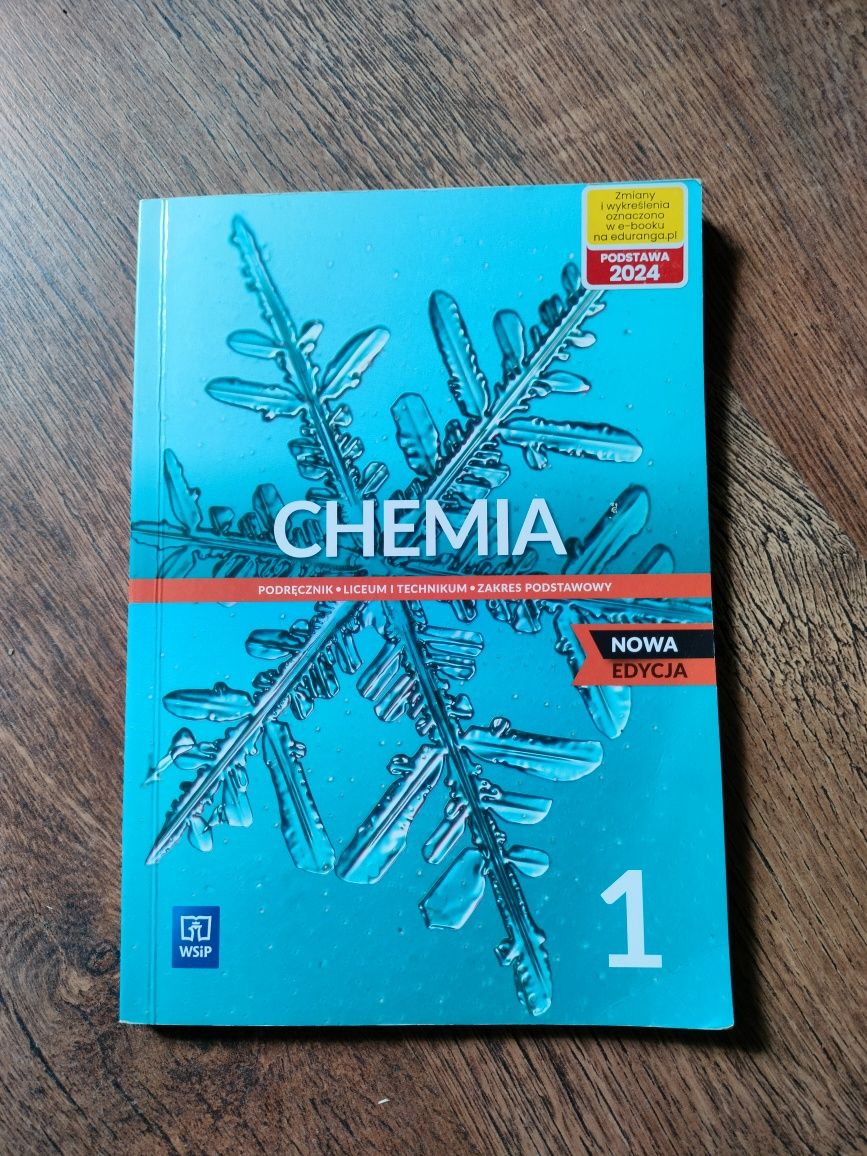 Zmiany
i wykreślenia
oznaczono
w e-booku
na eduranga.pl
PODSTAWA
2024
CHEMIA
PODRĘCZNIK • LICEUM I TECHNIKUM • ZAKRES PODSTAWOWY
NOWA
EDYCJA
1
WSiP